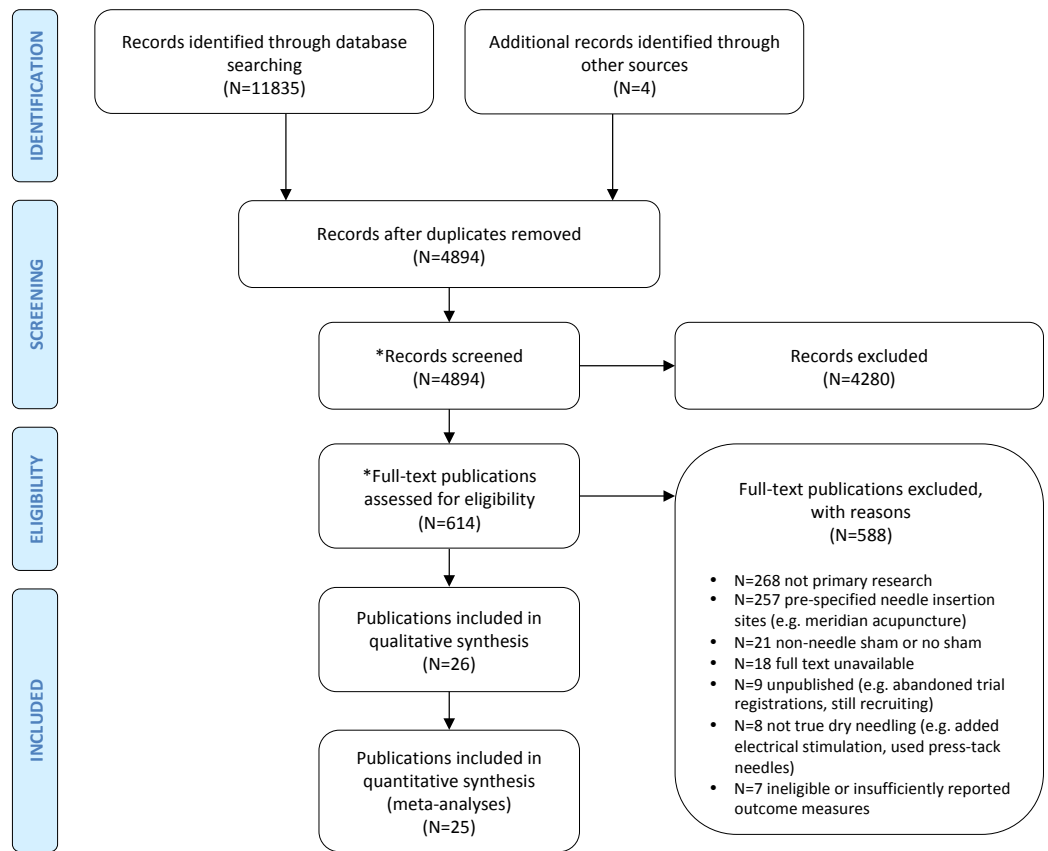 IDENTIFICATION
Records identified through database
searching
(N=11835)
Additional records identified through
other sources
(N=4)
SCREENING
Records after duplicates removed
(N=4894)
*Records screened
(N=4894)
Records excluded
(N=4280)
ELIGIBILITY
*Full-text publications
assessed for eligibility
(N=614)
Full-text publications excluded,
with reasons
(N=588)
• N=268 not primary research
• N=257 pre-specified needle insertion
sites (e.g. meridian acupuncture)
• N=21 non-needle sham or no sham
• N=18 full text unavailable
• N=9 unpublished (e.g. abandoned trial
registrations, still recruiting)
• N=8 not true dry needling (e.g. added
electrical stimulation, used press-tack
needles)
• N=7 ineligible or insufficiently reported
outcome measures
INCLUDED
Publications included in
qualitative synthesis
(N=26)
Publications included in
quantitative synthesis
(meta-analyses)
(N=25)